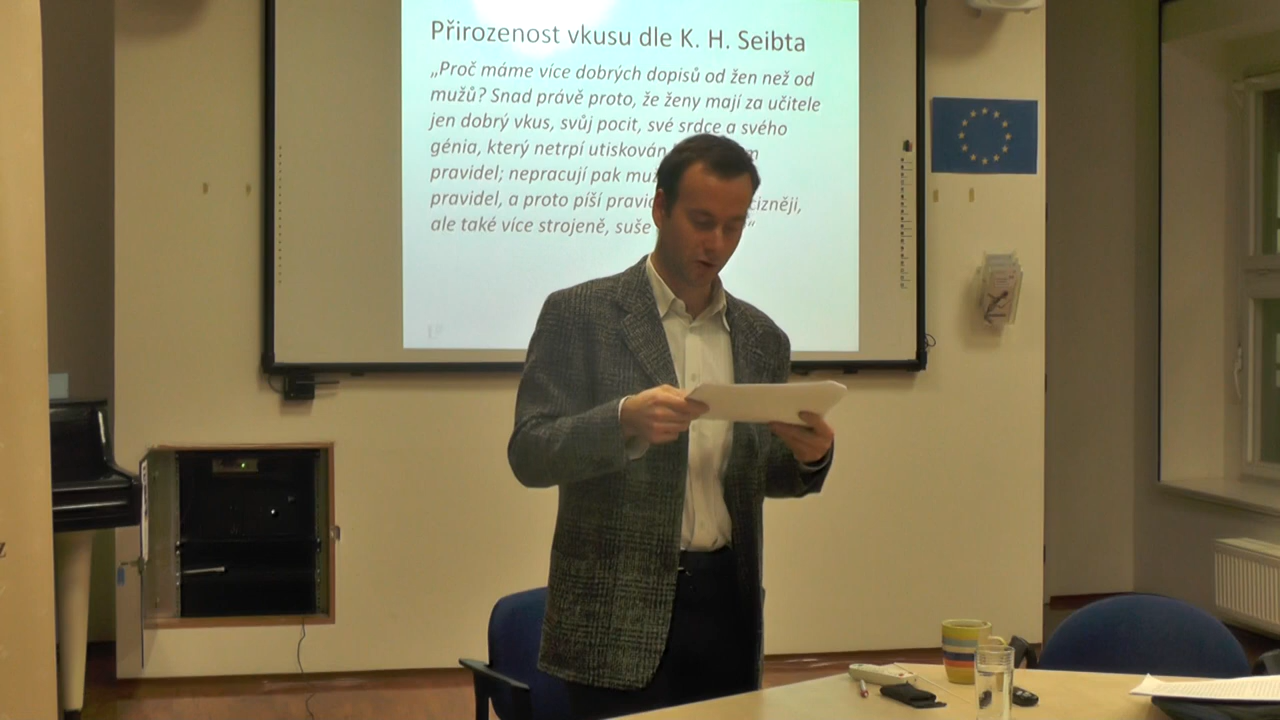 Přirozenost vkusu dle K. H. Seibta
„Proč máme více dobrých dopisů od žen než od
mužů? Snad právě proto, že ženy mají za učitele
jen dobrý vkus, svůj pocit, své srdce a svého
génia, který netrpí utiskován
pravidel; nepracují pak
pravidel, a proto píší
ale také více strojeně, suše